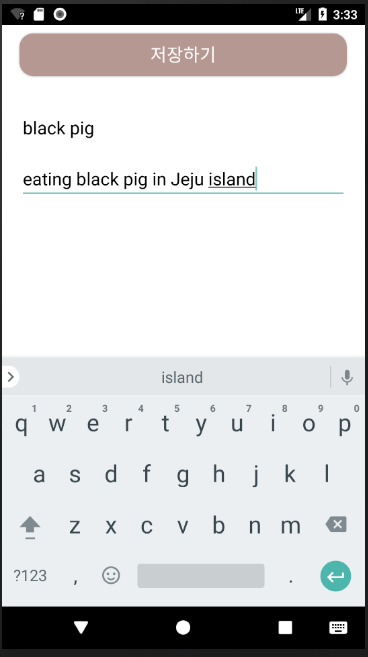 LTE 3:33
저장하기
black pig
eating black pig in Jeju island
island
1 2 3 4 5 6 7 8 9 0
q w e r t y u i o p
a s d f g h j k l
z x c v b n m
?123 , .